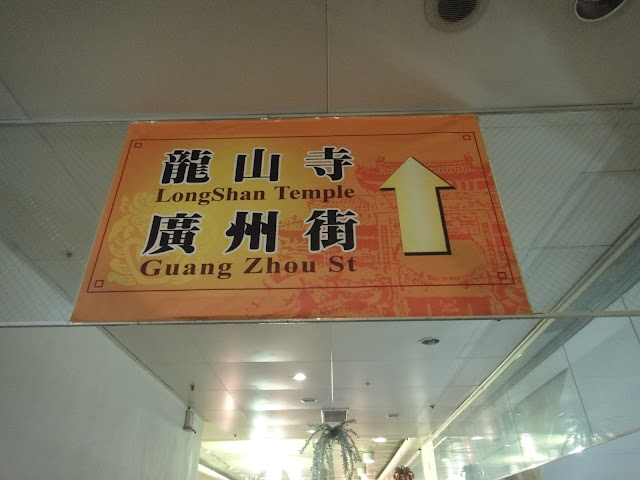 龍山寺
LongShan Temple
廣州街
Guang Zhou St